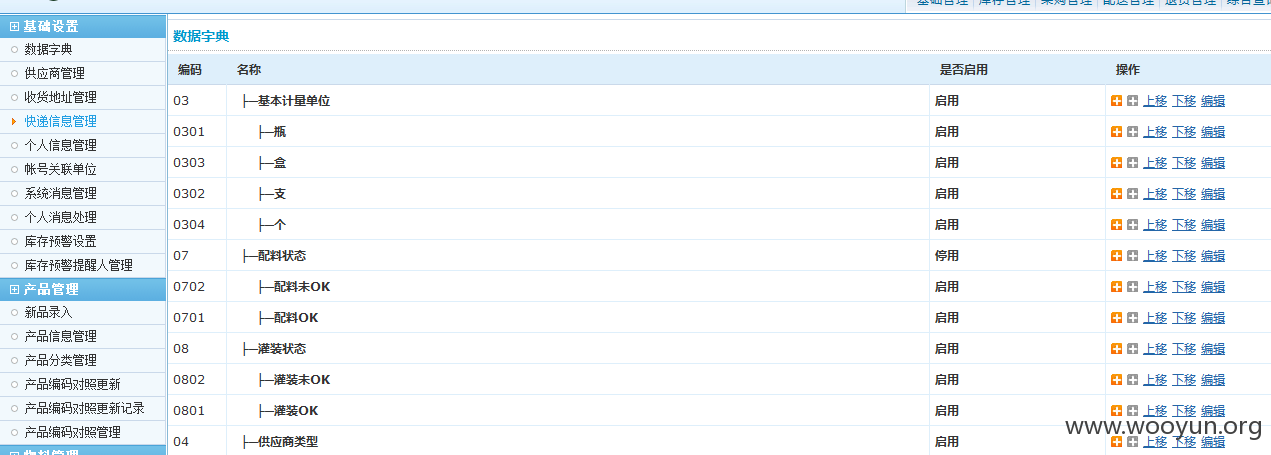 基础管理 库存管理 采购管理 配送管理 退货管理 综合查询
基础设置
数据字典
供应商管理
收货地址管理
快递信息管理
个人信息管理
帐号关联单位
系统消息管理
个人消息处理
库存预警设置
库存预警提醒人管理
产品管理
新品录入
产品信息管理
产品分类管理
产品编码对照更新
产品编码对照更新记录
产品编码对照管理
物料管理
数据字典
编码 名称 是否启用 操作
03 ├─基本计量单位 启用 上移 下移 编辑
0301 ├─瓶 启用 上移 下移 编辑
0303 ├─盒 启用 上移 下移 编辑
0302 ├─支 启用 上移 下移 编辑
0304 ├─个 启用 上移 下移 编辑
07 ├─配料状态 停用 上移 下移 编辑
0702 ├─配料未OK 启用 上移 下移 编辑
0701 ├─配料OK 启用 上移 下移 编辑
08 ├─灌装状态 启用 上移 下移 编辑
0802 ├─灌装未OK 启用 上移 下移 编辑
0801 ├─灌装OK 启用 上移 下移 编辑
04 ├─供应商类型 启用 上移 下移 编辑
www.wooyun.org